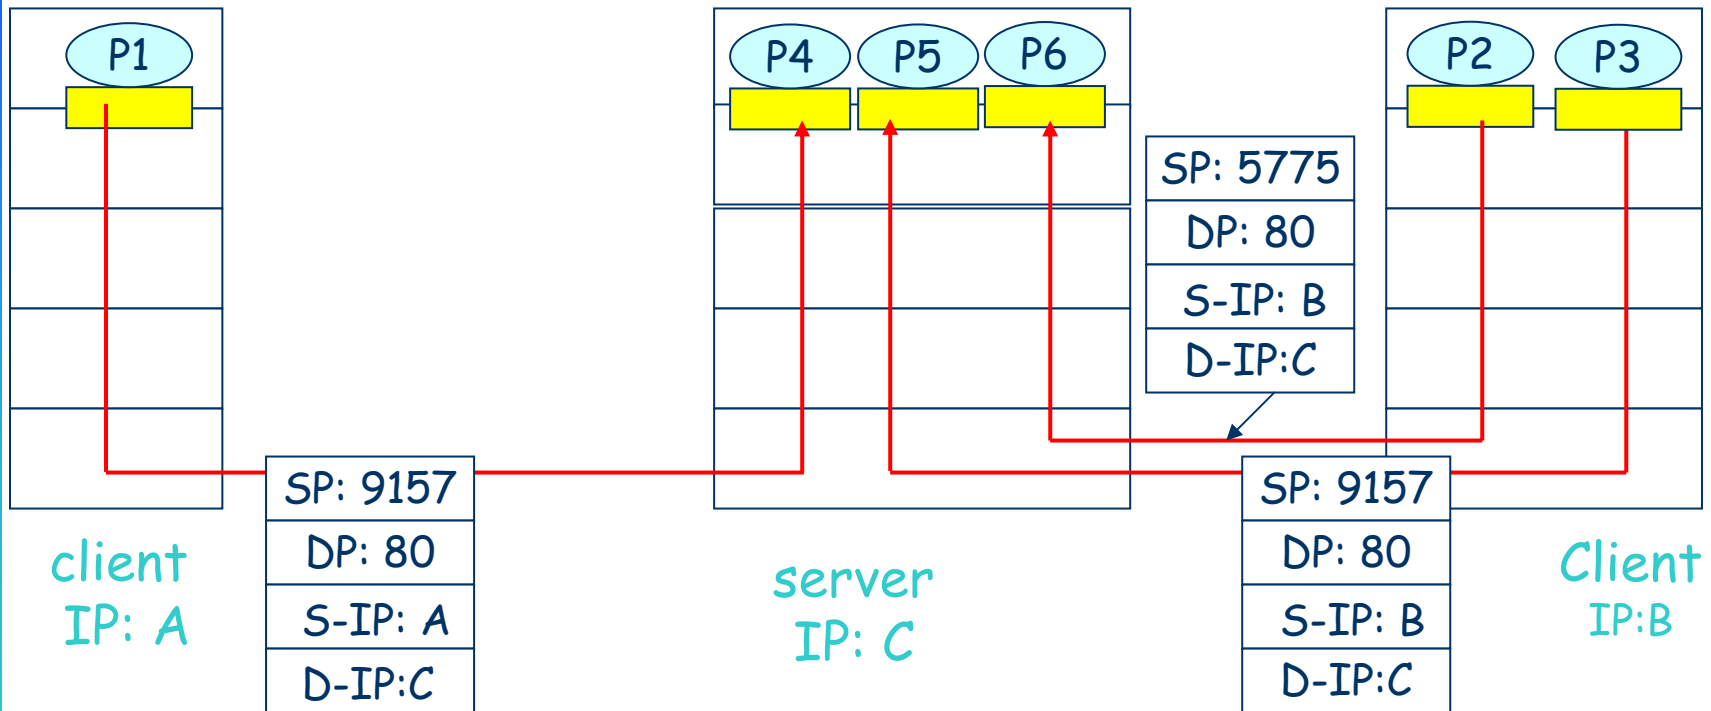 P1
P4
P5
P6
P2
P3
SP: 5775
DP: 80
S-IP: B
D-IP:C
SP: 9157
DP: 80
S-IP: A
D-IP:C
SP: 9157
DP: 80
S-IP: B
D-IP:C
client
IP: A
server
IP: C
Client
IP:B